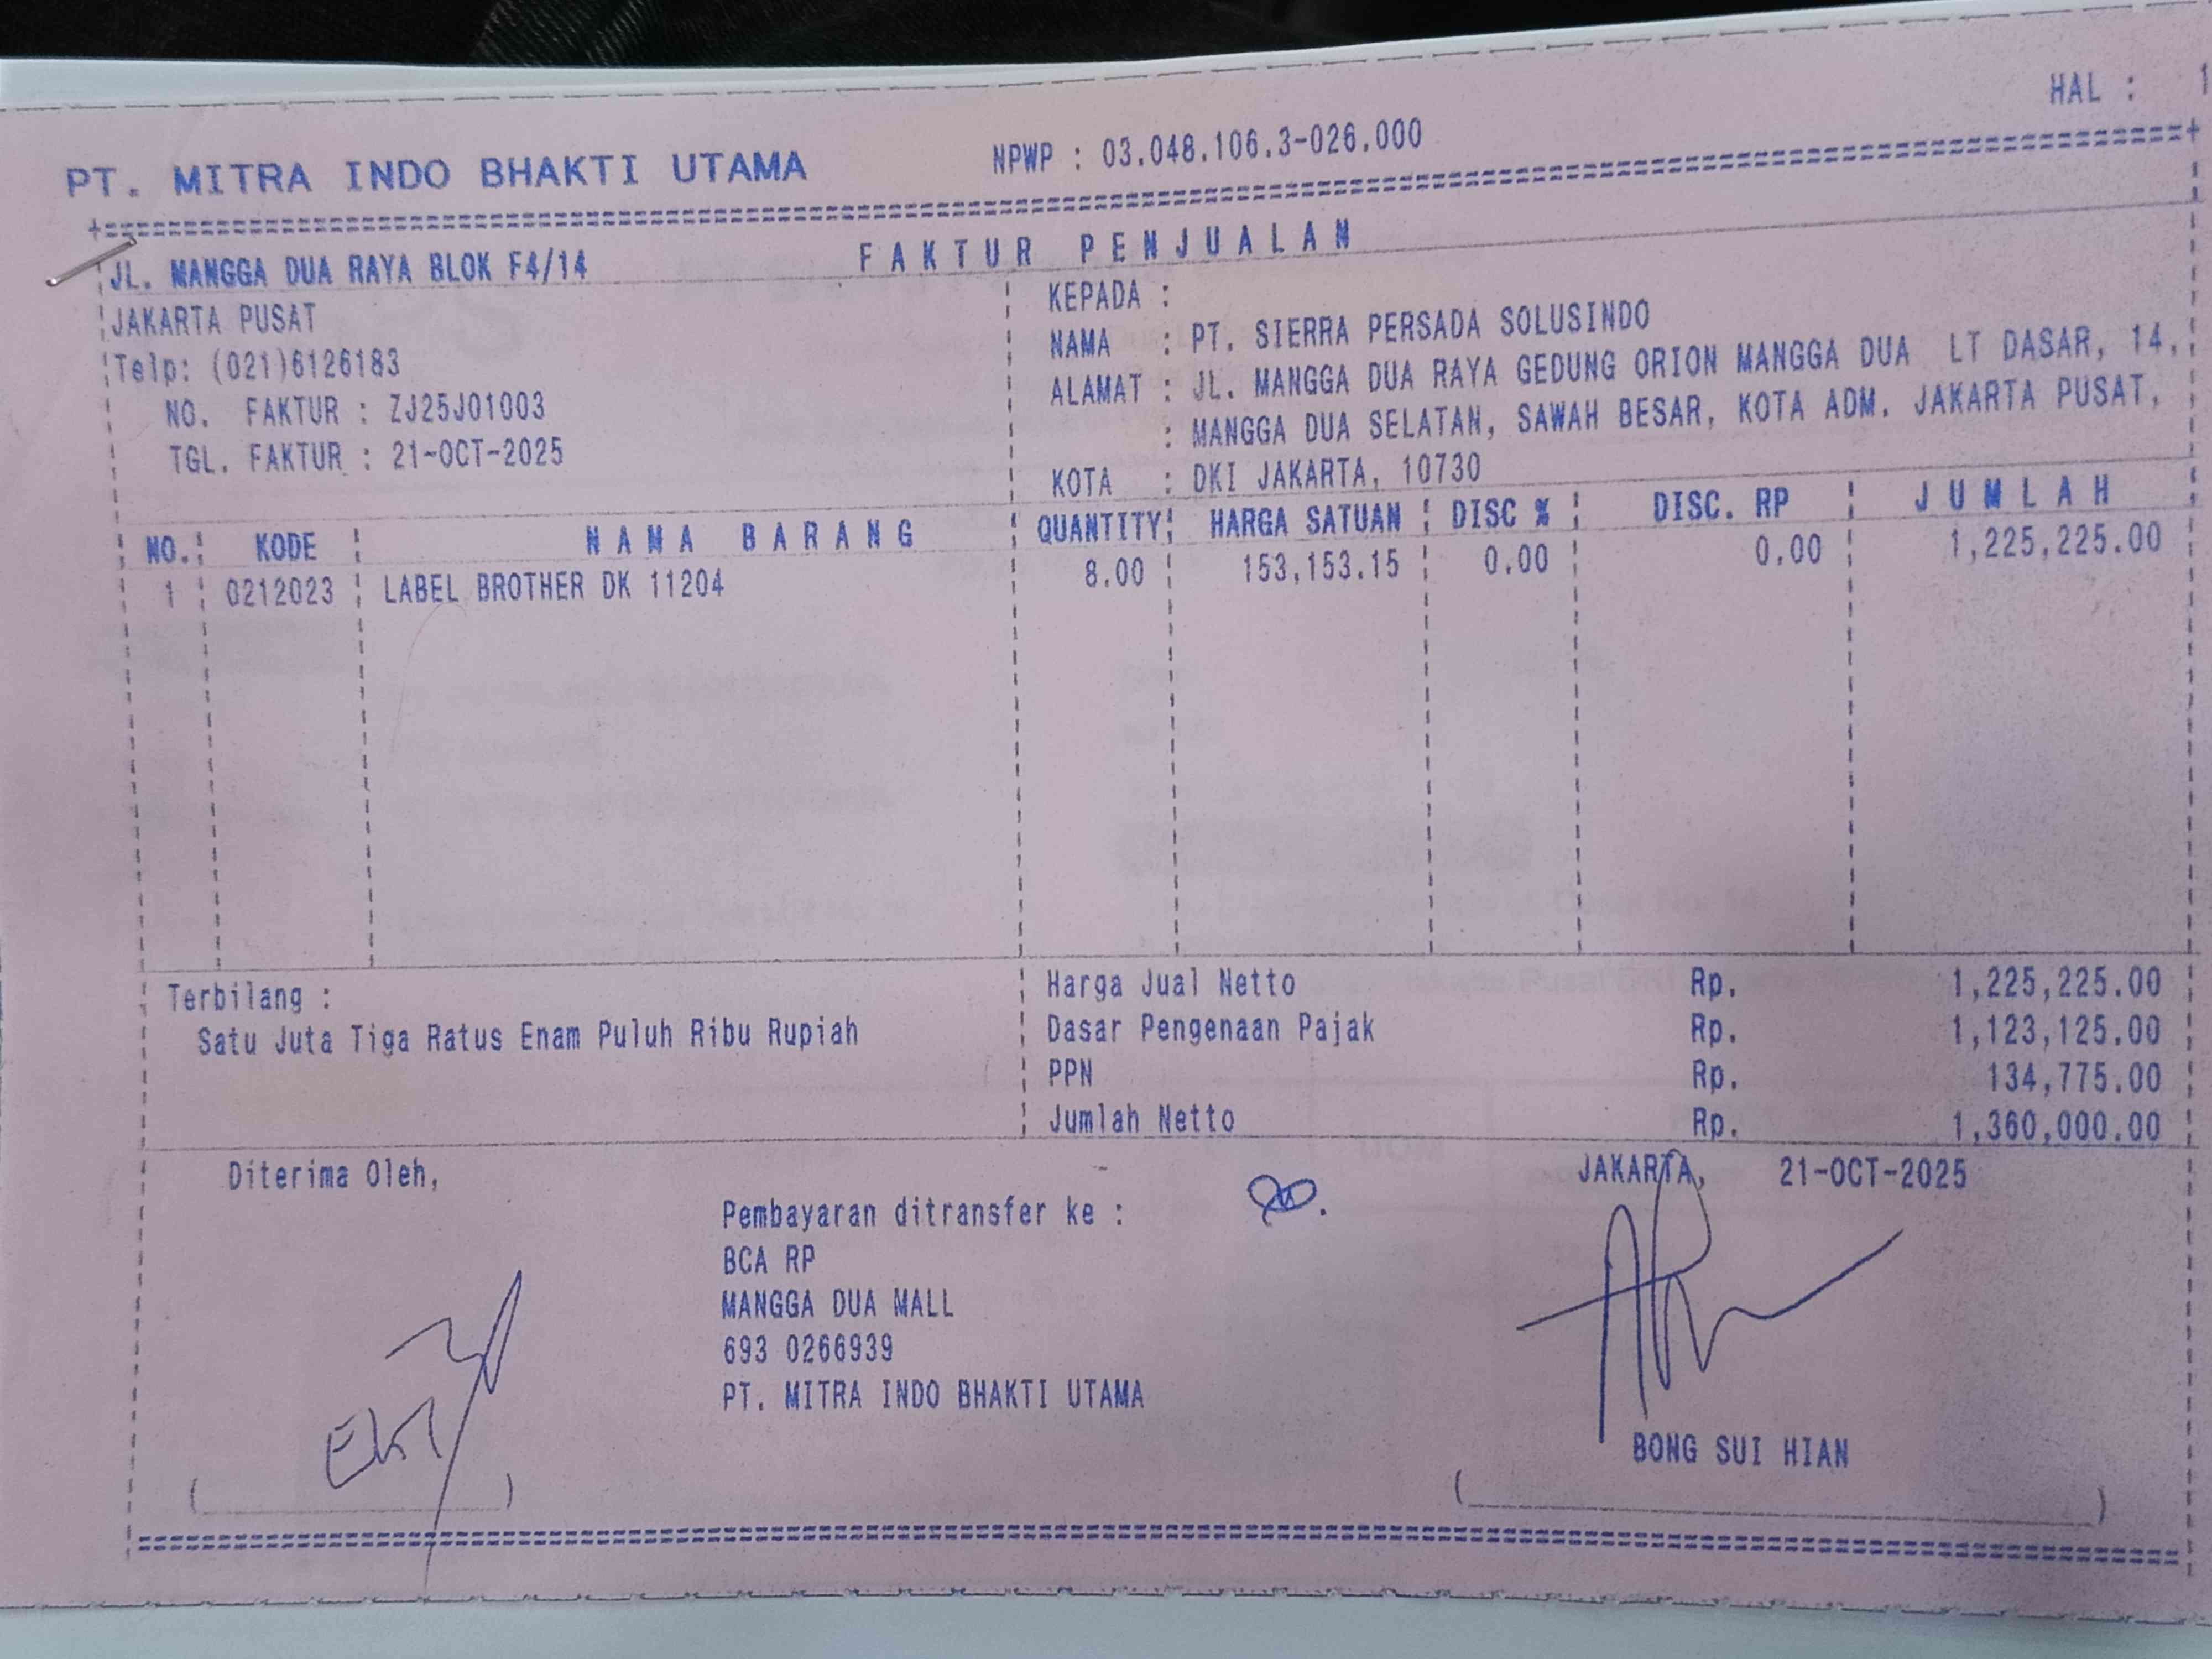 HAL : 1
PT. MITRA INDO BHAKTI UTAMA NPWP : 03.048.106.3-026.000
FAKTUR PENJUALAN
JL. MANGGA DUA RAYA BLOK F4/14
JAKARTA PUSAT
Telp: (021)6126183
NO. FAKTUR : ZJ25J01003
TGL. FAKTUR : 21-OCT-2025
KEPADA :
NAMA : PT. SIERRA PERSADA SOLUSINDO
ALAMAT : JL. MANGGA DUA RAYA GEDUNG ORION MANGGA DUA LT DASAR, 14,
: MANGGA DUA SELATAN, SAWAH BESAR, KOTA ADM. JAKARTA PUSAT,
KOTA : DKI JAKARTA, 10730
NO. KODE NAMA BARANG QUANTITY HARGA SATUAN DISC % DISC. RP JUMLAH
1 0212023 LABEL BROTHER DK 11204 8.00 153,153.15 0.00 0.00 1,225,225.00
Terbilang :
Satu Juta Tiga Ratus Enam Puluh Ribu Rupiah
Harga Jual Netto Rp. 1,225,225.00
Dasar Pengenaan Pajak Rp. 1,123,125.00
PPN Rp. 134,775.00
Jumlah Netto Rp. 1,360,000.00
Diterima Oleh,
Pembayaran ditransfer ke :
BCA RP
MANGGA DUA MALL
693 0266939
PT. MITRA INDO BHAKTI UTAMA
JAKARTA, 21-OCT-2025
BONG SUI HIAN